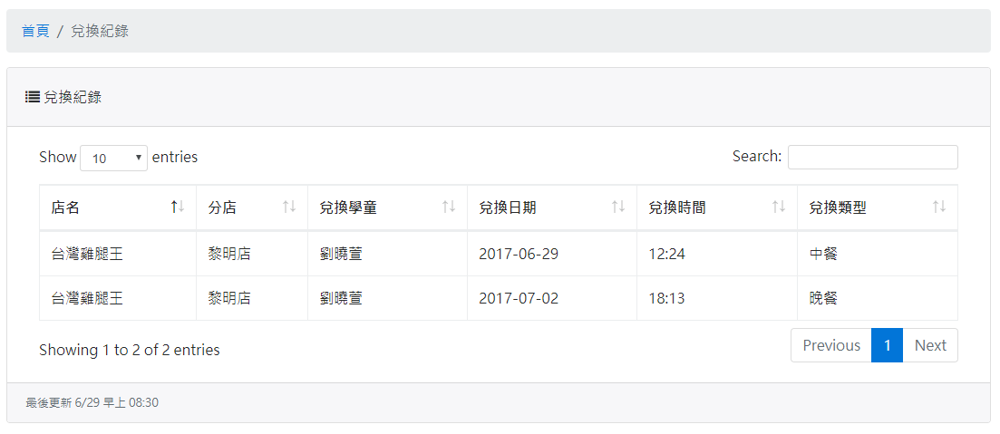 首頁 / 兌換紀錄
兌換紀錄
Show 10 entries Search:
店名 分店 兌換學童 兌換日期 兌換時間 兌換類型
台灣雞腿王 黎明店 劉曉萱 2017-06-29 12:24 中餐
台灣雞腿王 黎明店 劉曉萱 2017-07-02 18:13 晚餐
Showing 1 to 2 of 2 entries Previous 1 Next
最後更新 6/29 早上 08:30